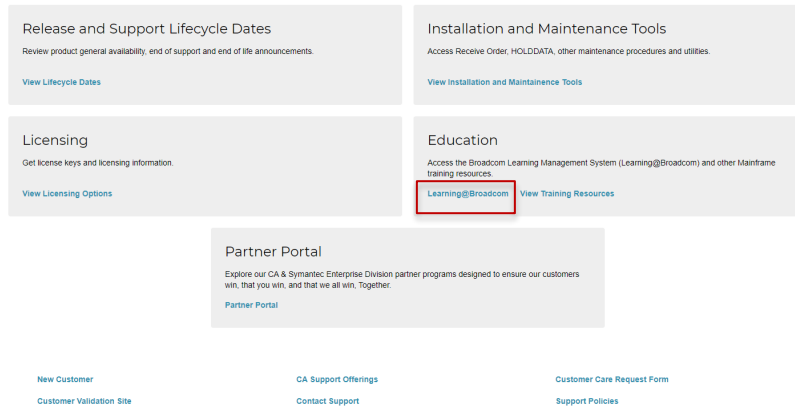 Release and Support Lifecycle Dates
Review product general availability, end of support and end of life announcements.
View Lifecycle Dates
Installation and Maintenance Tools
Access Receive Order, HOLDDATA, other maintenance procedures and utilities.
View Installation and Maintainence Tools
Licensing
Get license keys and licensing information.
View Licensing Options
Education
Access the Broadcom Learning Management System (Learning@Broadcom) and other Mainframe
training resources.
Learning@Broadcom View Training Resources
Partner Portal
Explore our CA & Symantec Enterprise Division partner programs designed to ensure our customers
win, that you win, and that we all win, Together.
Partner Portal
New Customer CA Support Offerings Customer Care Request Form
Customer Validation Site Contact Support Support Policies